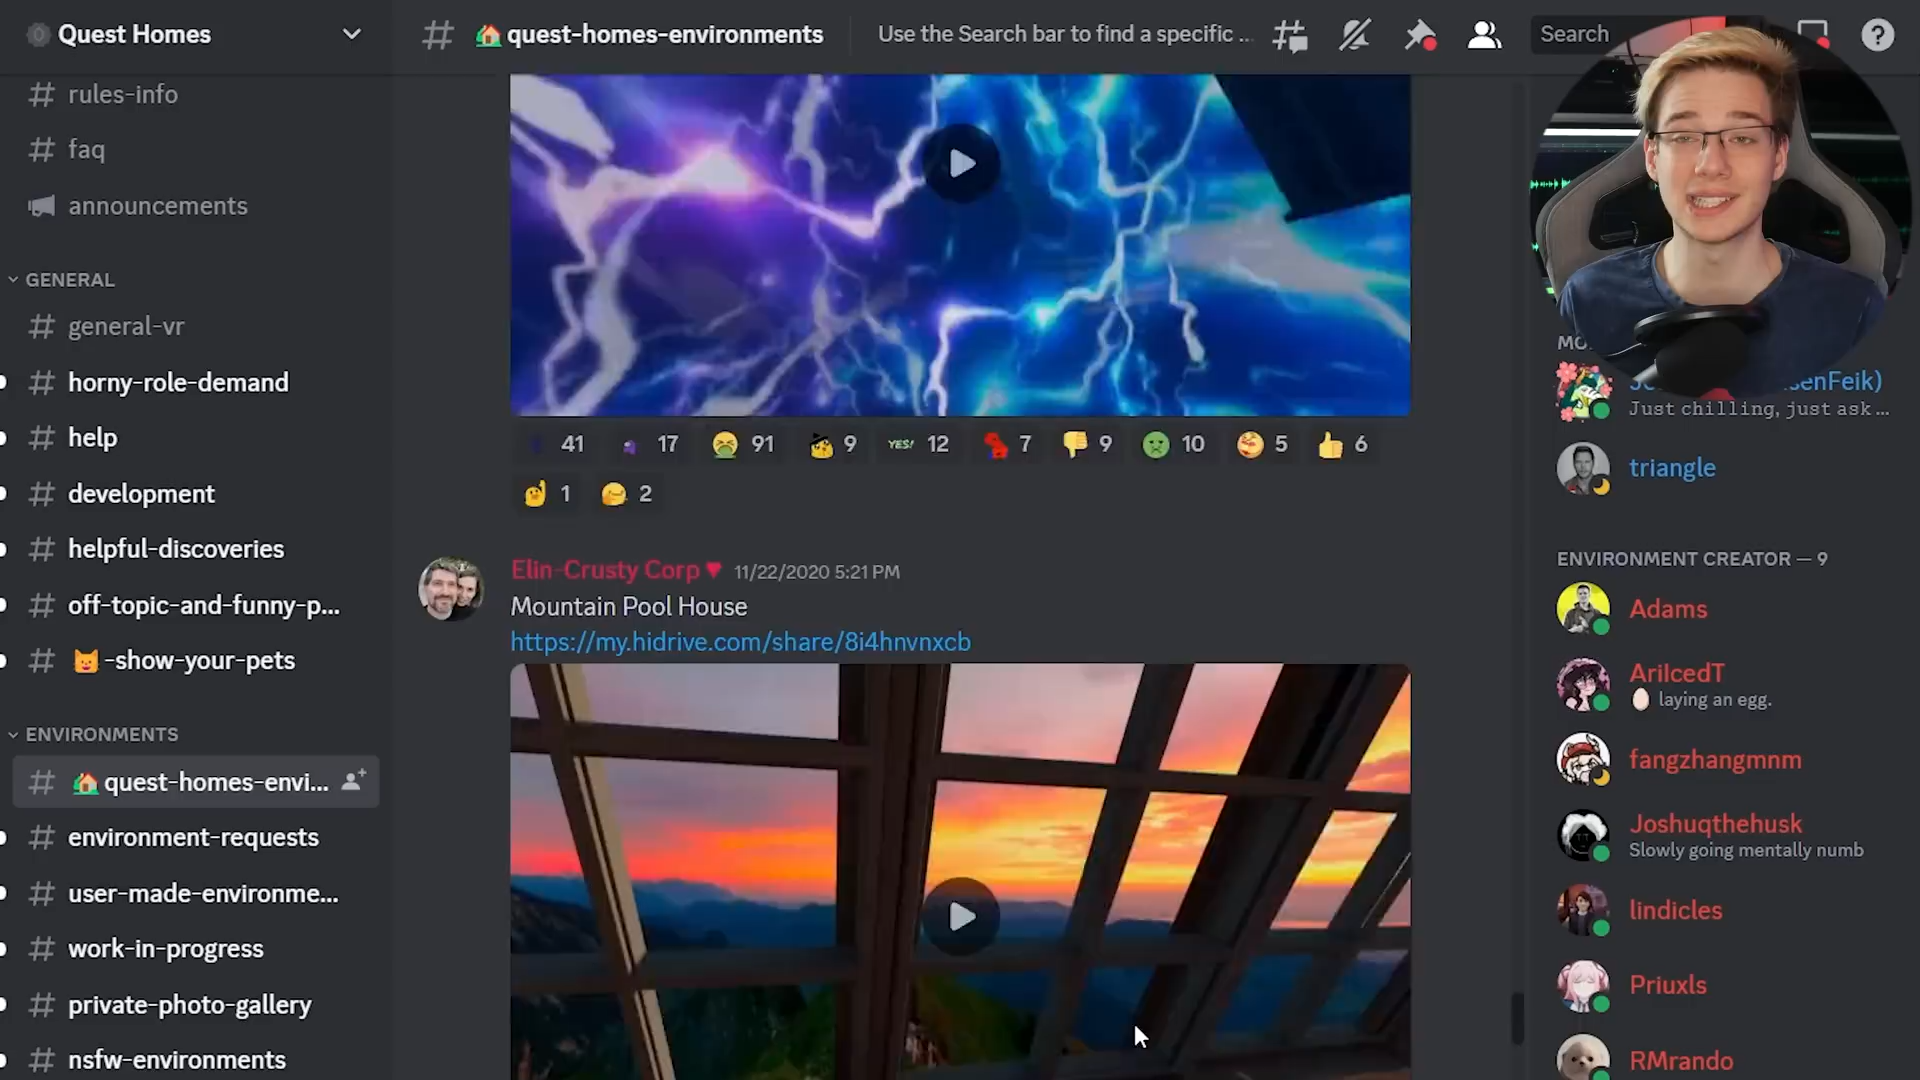 Quest Homes
quest-homes-environments
Use the Search bar to find a specific ...
Search
rules-info
faq
announcements
GENERAL
general-vr
horny-role-demand
help
development
helpful-discoveries
off-topic-and-funny-p...
-show-your-pets
ENVIRONMENTS
quest-homes-envi...
environment-requests
user-made-environme...
work-in-progress
private-photo-gallery
nsfw-environments
41 17 91 9 YES! 12 7 9 10 5 6
1 2
Elin-Crusty Corp 11/22/2020 5:21 PM
Mountain Pool House
https://my.hidrive.com/share/8i4hnvnxcb
senFeik)
Just chilling, just ask ...
triangle
ENVIRONMENT CREATOR — 9
Adams
ArilcedT
laying an egg.
fangzhangmnm
Joshuqthehusk
Slowly going mentally numb
lindicles
Priuxls
RMrando